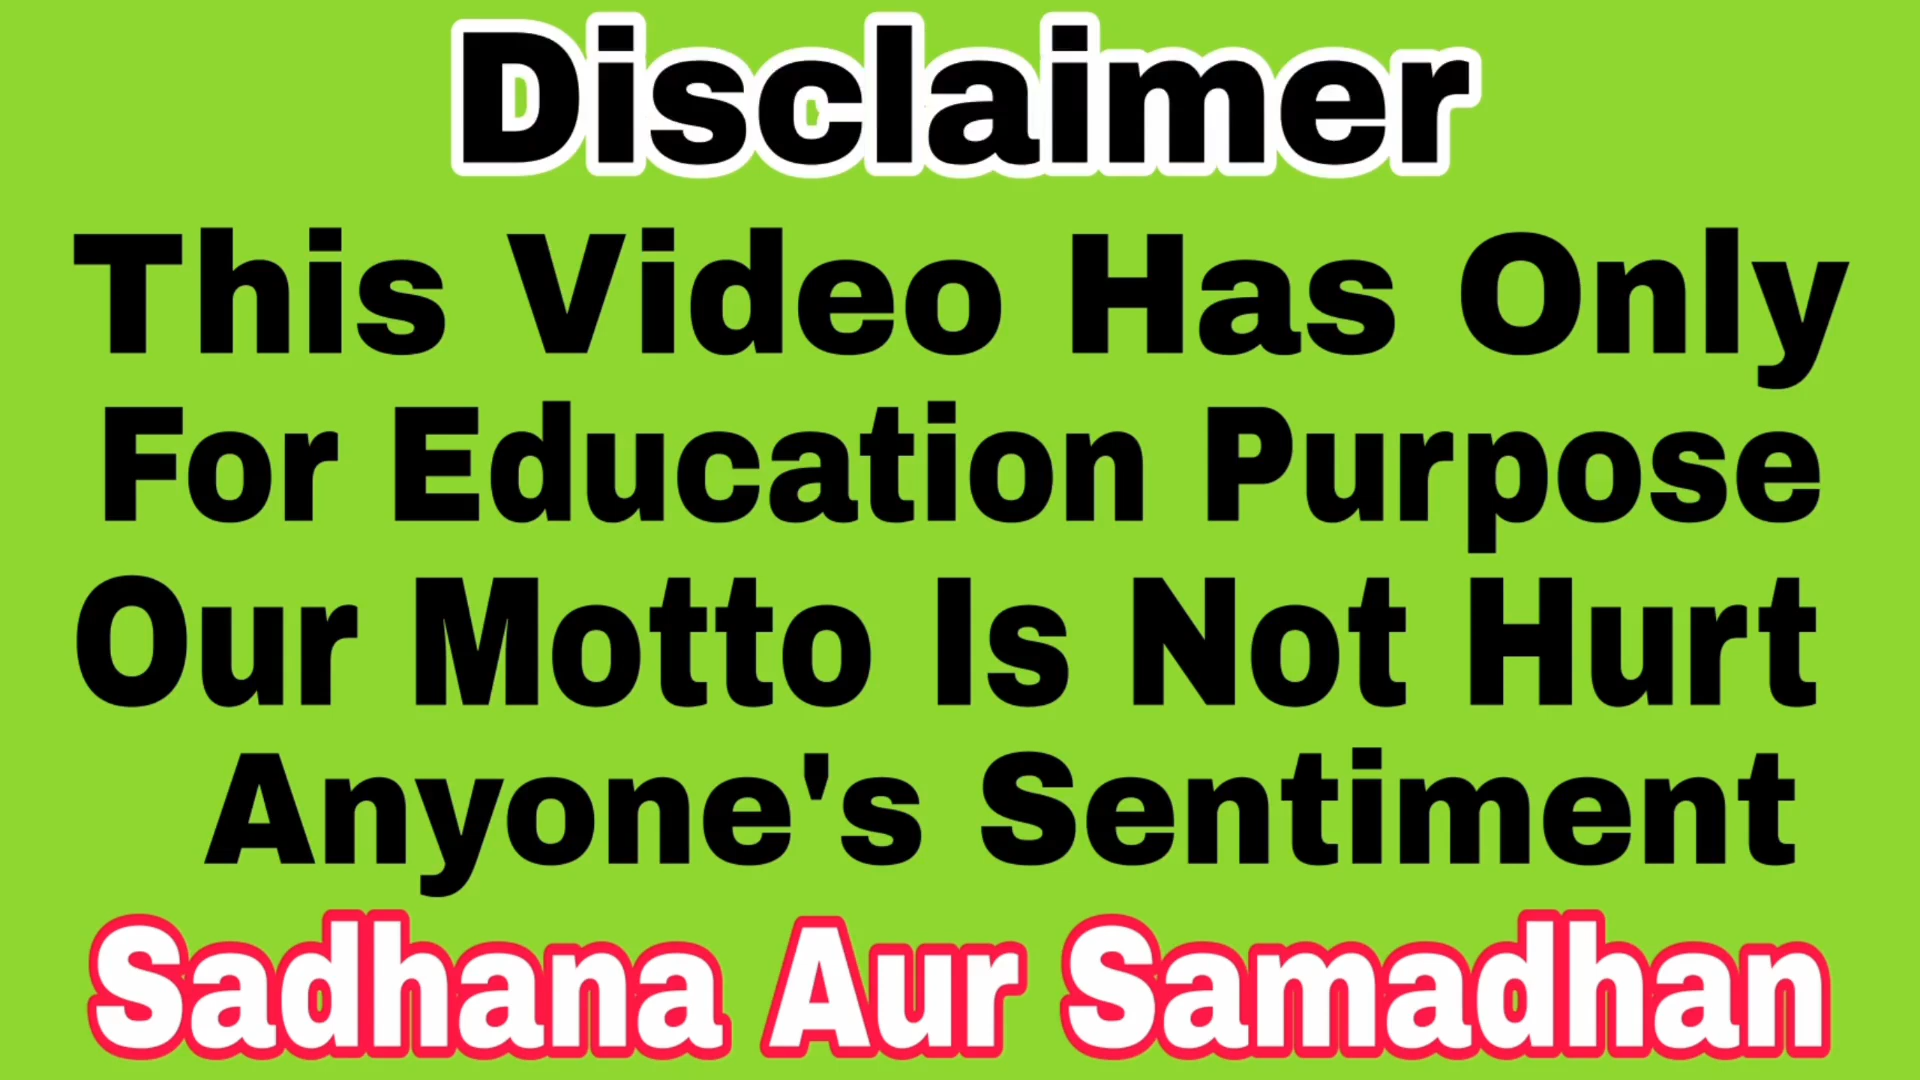 Disclaimer
This Video Has Only
For Education Purpose
Our Motto Is Not Hurt
Anyone's Sentiment
Sadhana Aur Samadhan